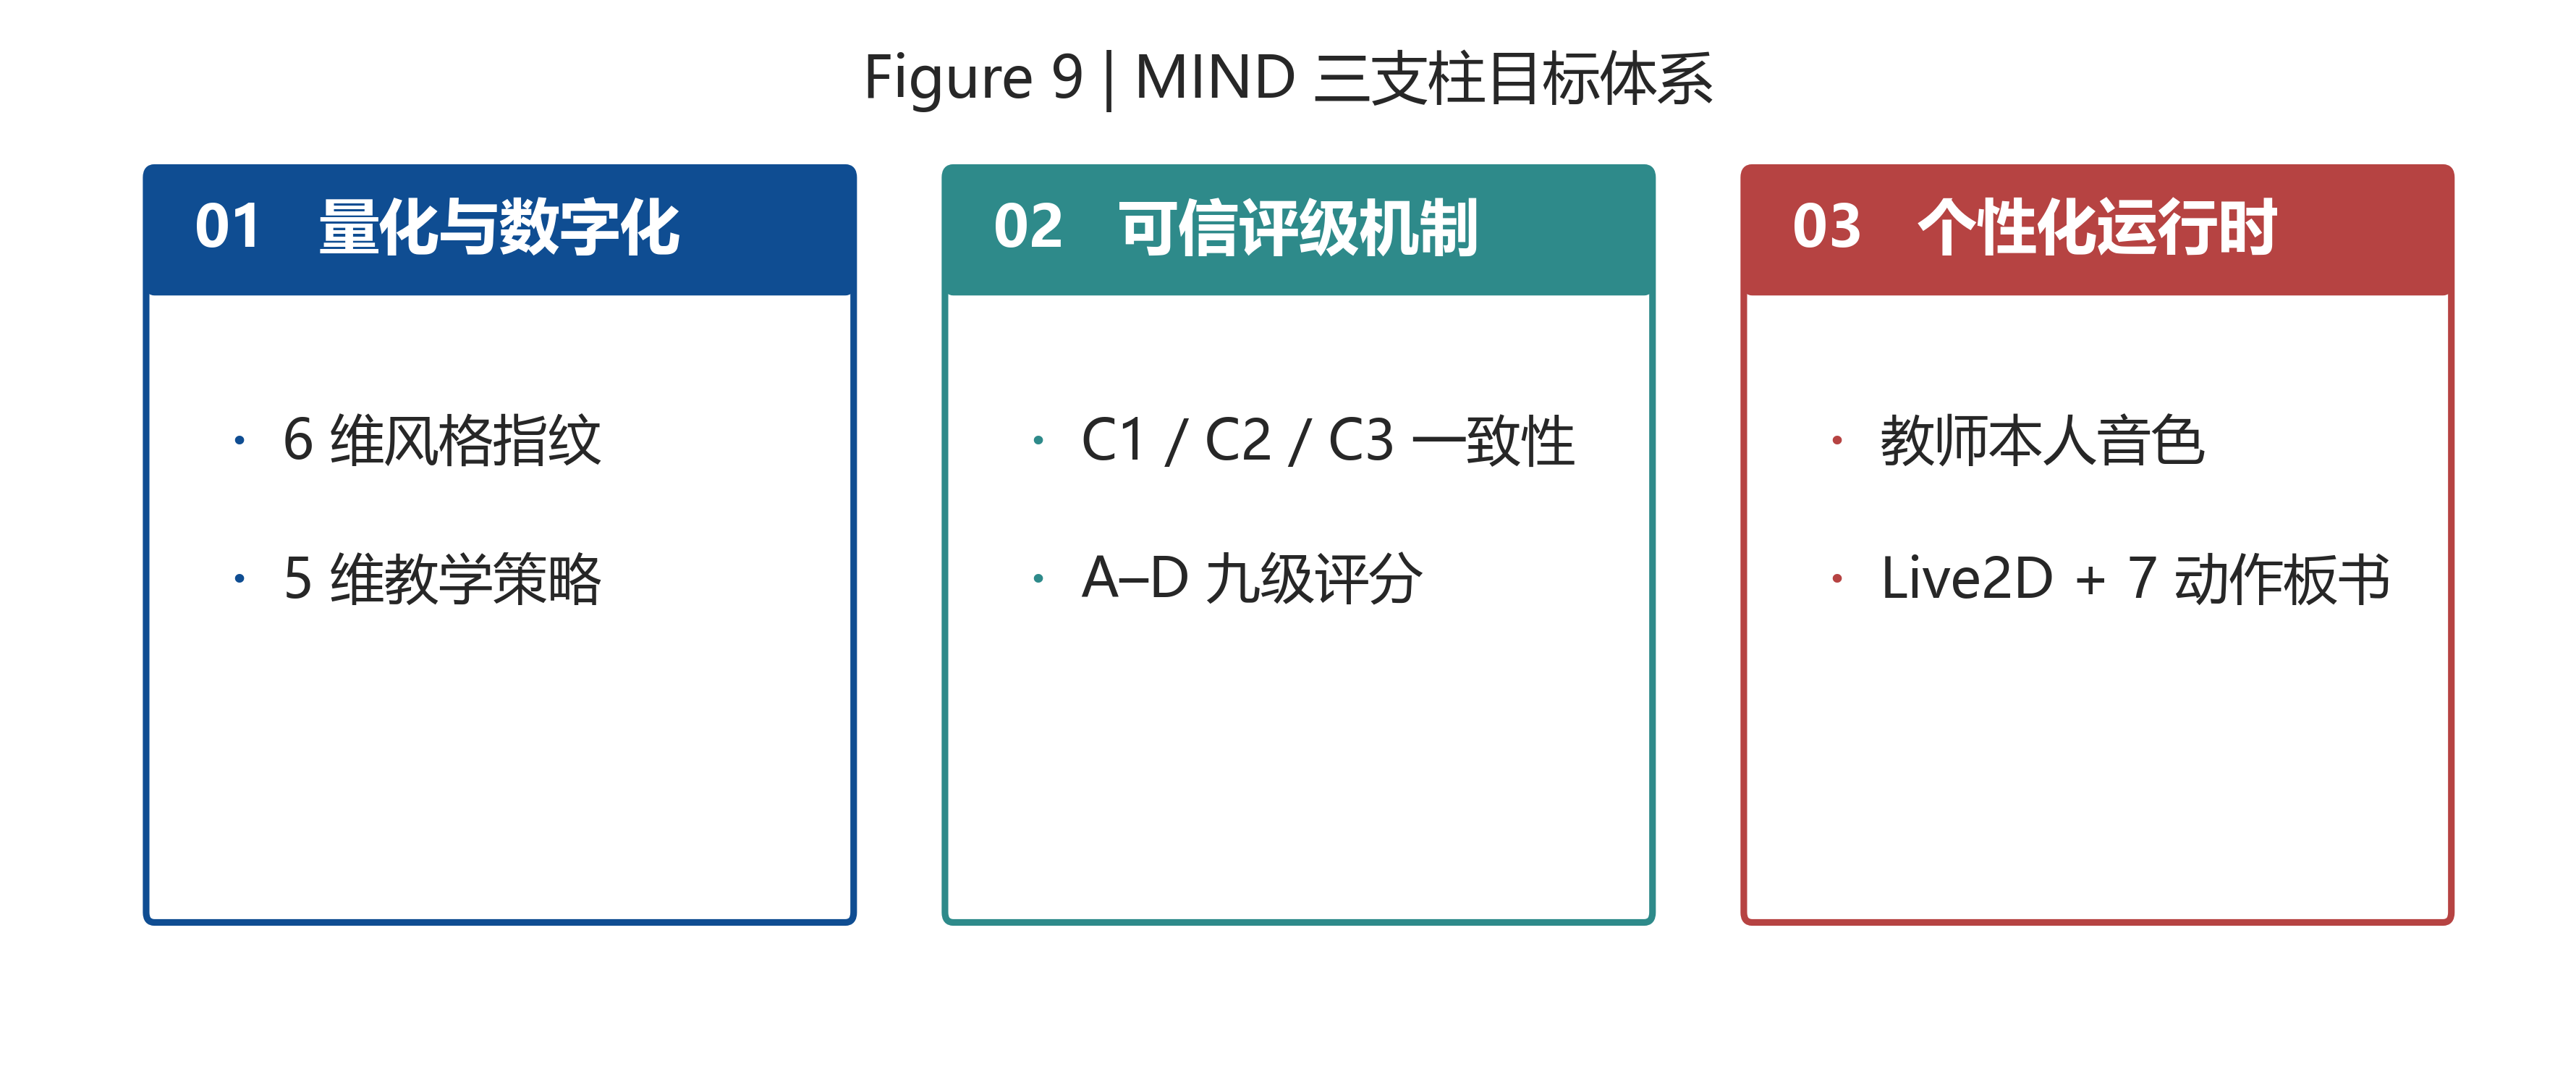 Figure 9 | MIND 三支柱目标体系
01 量化与数字化
· 6 维风格指纹
· 5 维教学策略
02 可信评级机制
· C1 / C2 / C3 一致性
· A–D 九级评分
03 个性化运行时
· 教师本人音色
· Live2D + 7 动作板书